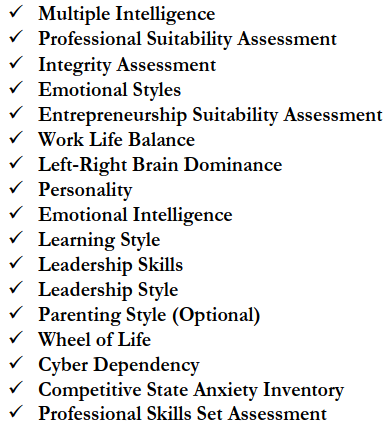 ✓ Multiple Intelligence
✓ Professional Suitability Assessment
✓ Integrity Assessment
✓ Emotional Styles
✓ Entrepreneurship Suitability Assessment
✓ Work Life Balance
✓ Left-Right Brain Dominance
✓ Personality
✓ Emotional Intelligence
✓ Learning Style
✓ Leadership Skills
✓ Leadership Style
✓ Parenting Style (Optional)
✓ Wheel of Life
✓ Cyber Dependency
✓ Competitive State Anxiety Inventory
✓ Professional Skills Set Assessment